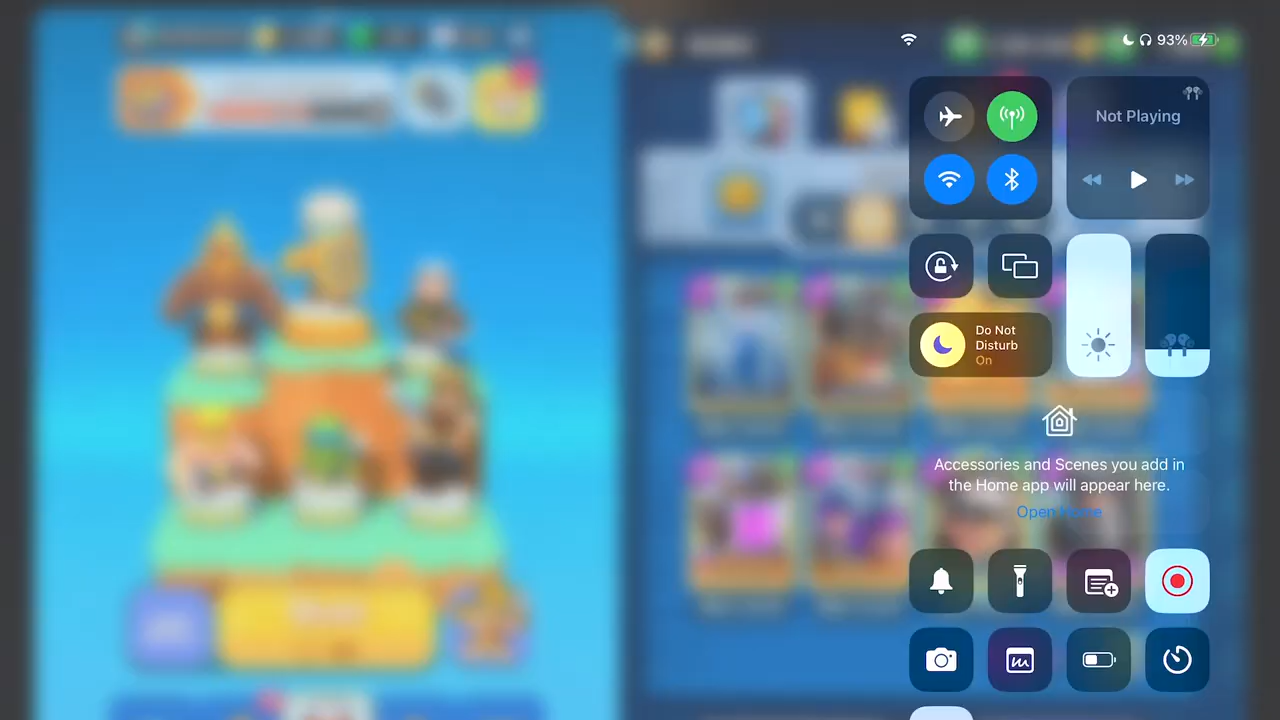 93%
Not Playing
Do Not
Disturb
On
Accessories and Scenes you add in
the Home app will appear here.
Open Home